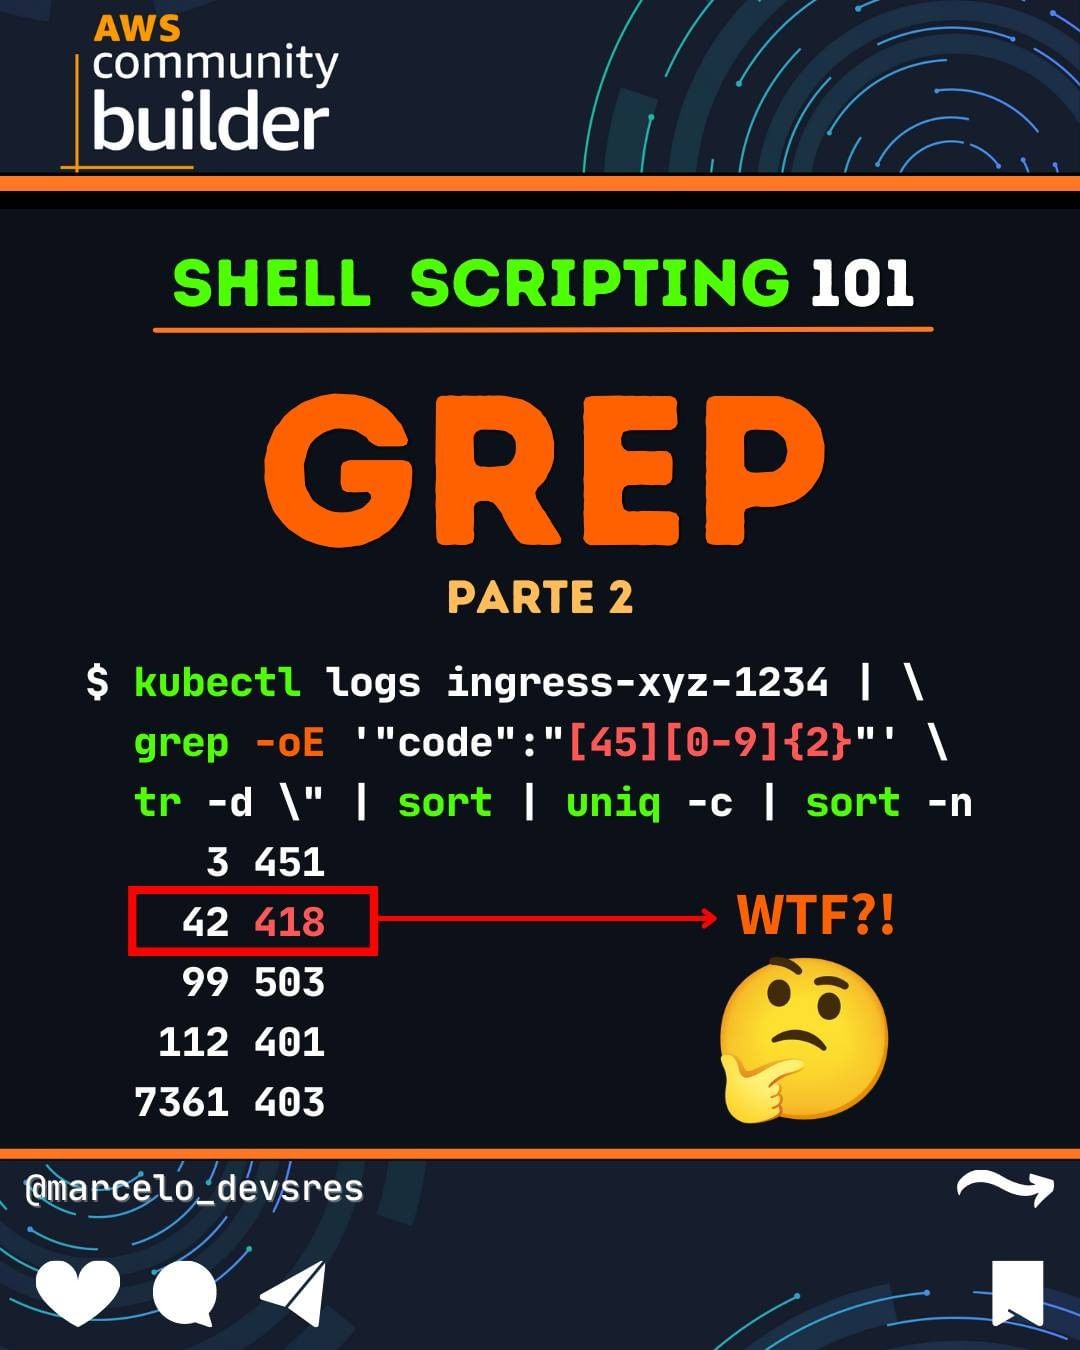 AWS
community
builder
SHELL SCRIPTING 101
GREP
PARTE 2
$ kubectl logs ingress-xyz-1234 | \
grep -oE '"code":"[45][0-9]{2}"' \
tr -d \" | sort | uniq -c | sort -n
3 451
42 418
WTF?!
99 503
112 401
7361 403
@marcelo_devsres